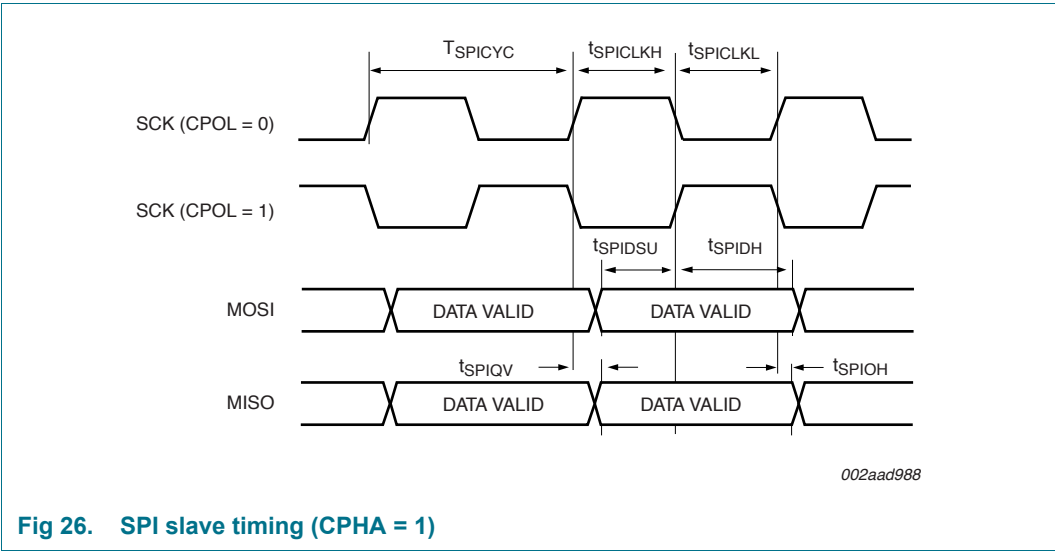 TSPICYC tSPICLKH tSPICLKL
SCK (CPOL = 0)
SCK (CPOL = 1)
tSPIDSU tSPIDH
MOSI DATA VALID DATA VALID
tSPIQV tSPIOH
MISO DATA VALID DATA VALID
002aad988
Fig 26. SPI slave timing (CPHA = 1)